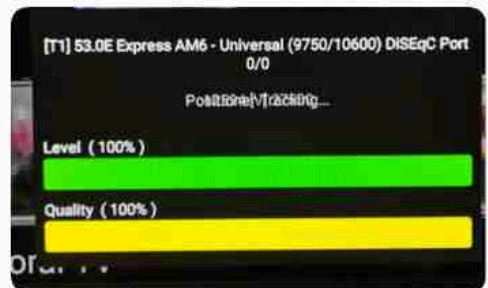 [T1] 53.0E Express AM6 - Universal (9750/10600) DiSEqC Port
0/0
Level ( 100% )
Quality ( 100% )